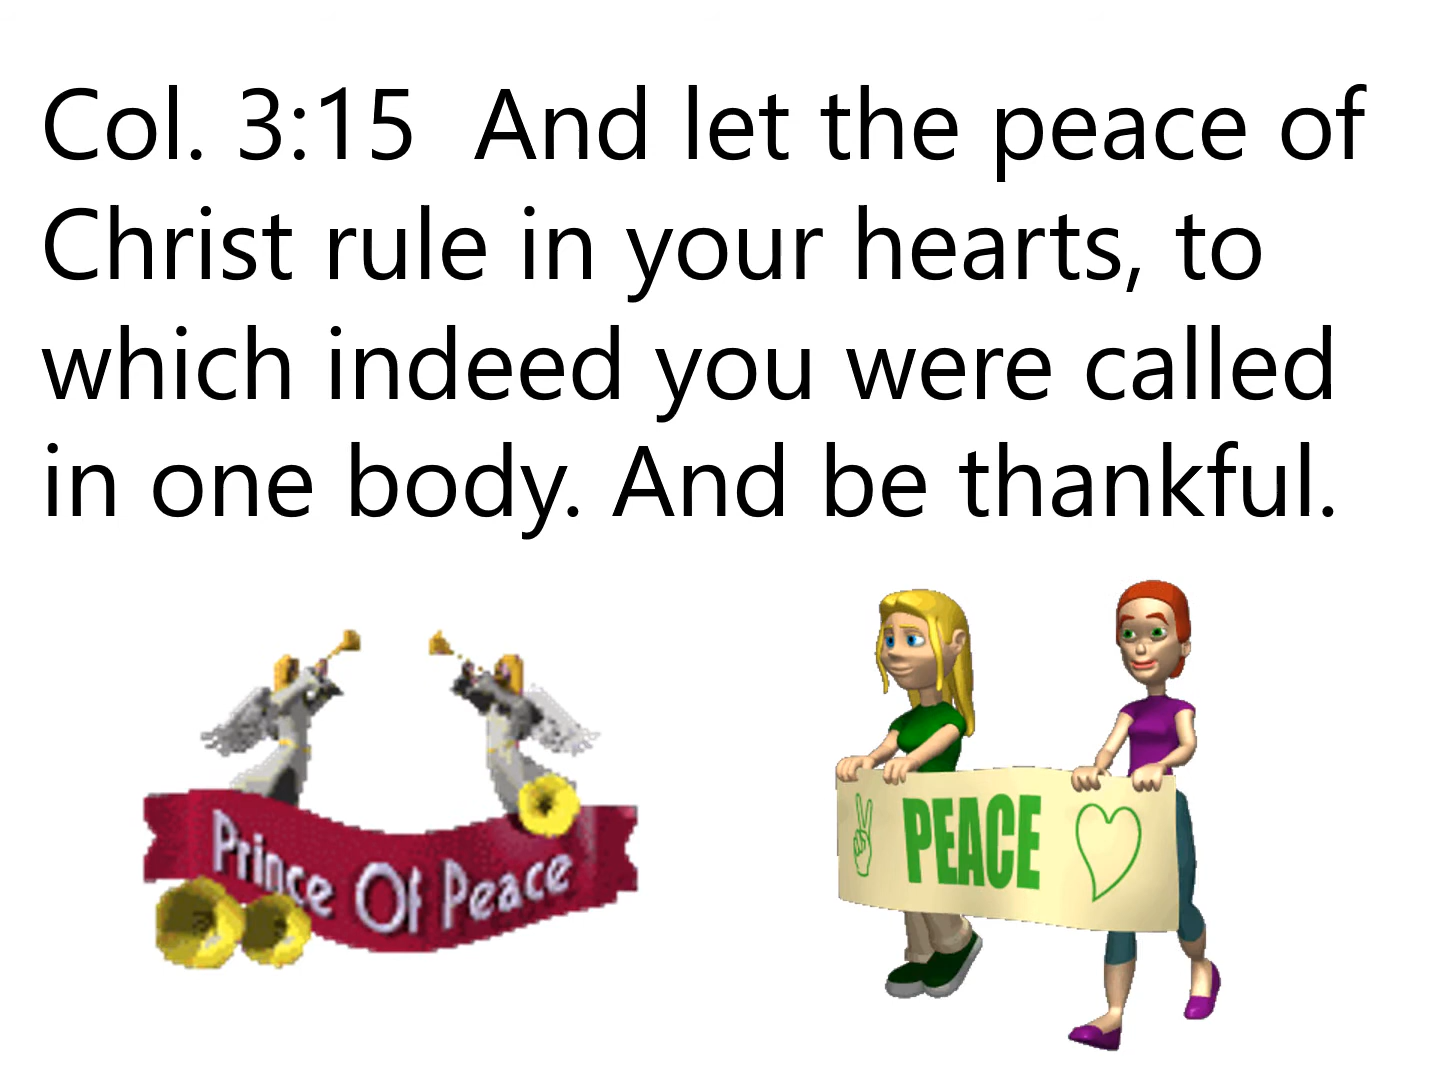 Col. 3:15  And let the peace of
Christ rule in your hearts, to
which indeed you were called
in one body. And be thankful.
Prince Of Peace
PEACE